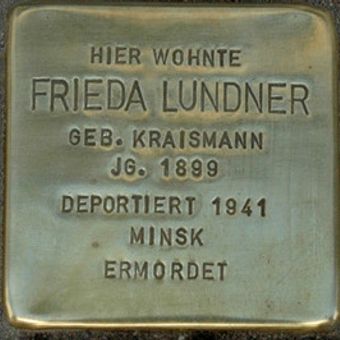 HIER WOHNTE
FRIEDA LUNDNER
GEB. KRAISMANN
JG. 1899
DEPORTIERT 1941
MINSK
ERMORDET